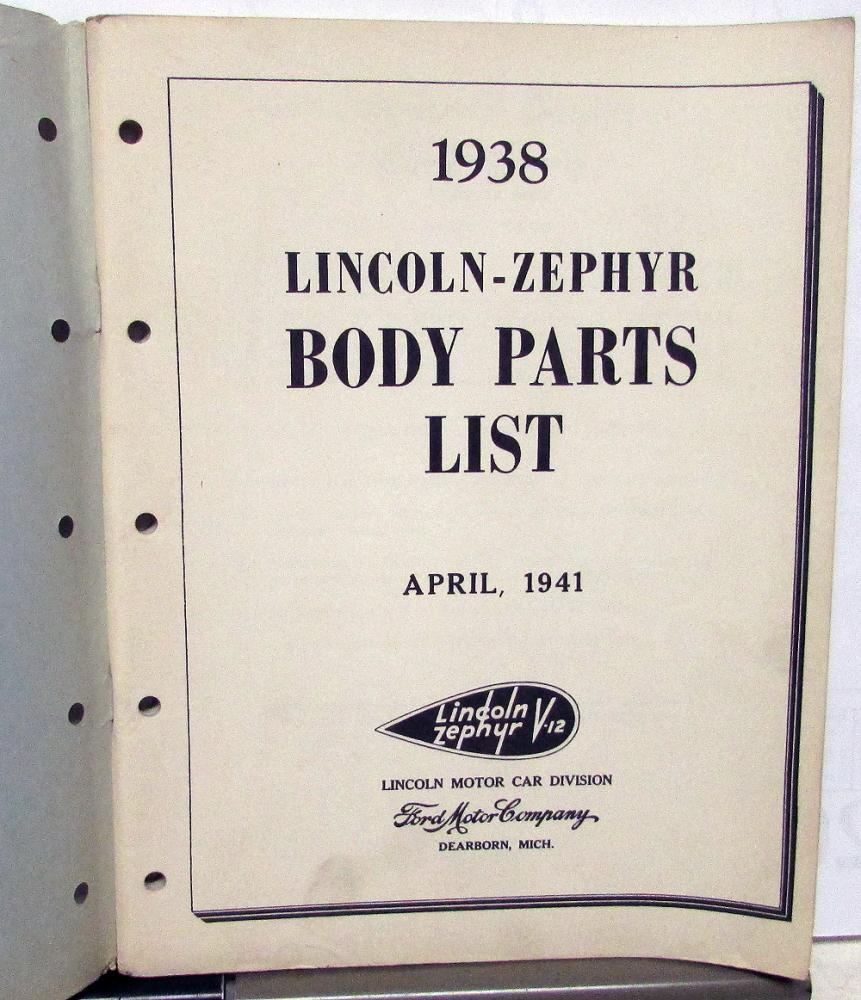 1938
LINCOLN-ZEPHYR
BODY PARTS
LIST
APRIL, 1941
Lincoln
Zephyr V·12
LINCOLN MOTOR CAR DIVISION
Ford Motor Company
DEARBORN, MICH.